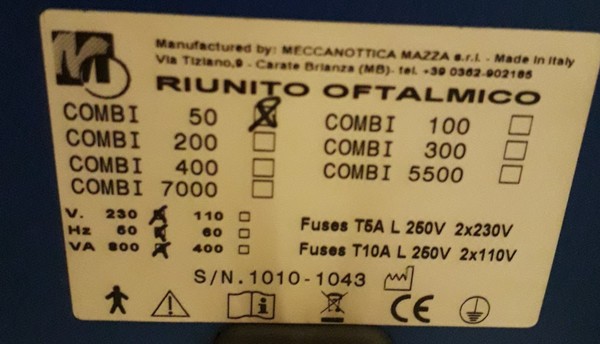 Manufactured by: MECCANOTTICA MAZZA s.r.l. - Made in Italy
Via Tiziano,9 - Carate Brianza (MB)- tel. +39 0362-902185
RIUNITO OFTALMICO
COMBI 50 COMBI 100
COMBI 200 COMBI 300
COMBI 400 COMBI 5500
COMBI 7000
V. 230 110
Hz 50 60 Fuses T5A L 250V 2x230V
VA 800 400 Fuses T10A L 250V 2x110V
S/N.1010-1043
CE